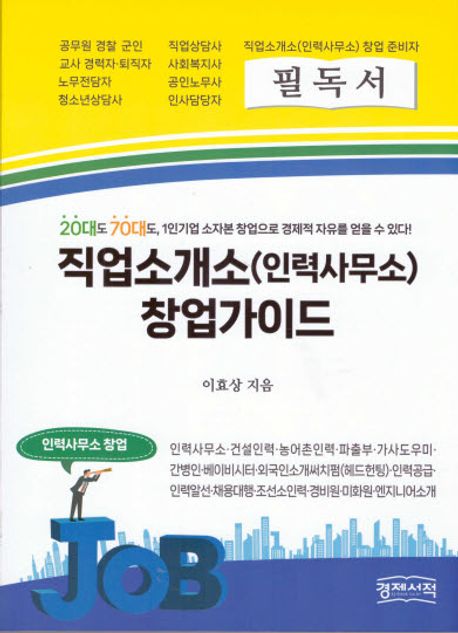 공무원 경찰 군인 직업상담사 직업소개소(인력사무소) 창업 준비자
교사 경력자·퇴직자 사회복지사
노무전담자 공인노무사
청소년상담사 인사담당자
필독서
20대도 70대도, 1인기업 소자본 창업으로 경제적 자유를 얻을 수 있다!
직업소개소(인력사무소)
창업가이드
이효상 지음
인력사무소 창업
인력사무소·건설인력·농어촌인력·파출부·가사도우미·
간병인·베이비시터·외국인소개써치펌(헤드헌팅)·인력공급·
인력알선·채용대행·조선소인력·경비원·미화원·엔지니어소개
JOB
경제서적